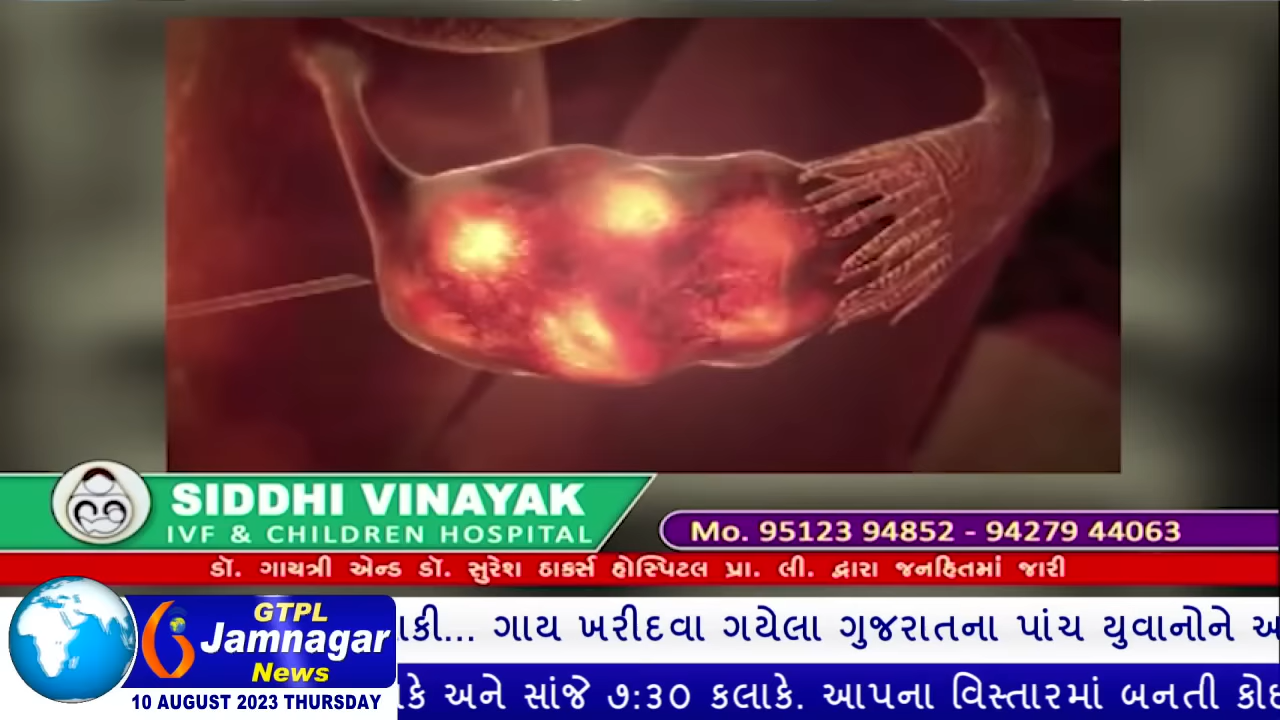 SIDDHI VINAYAK
IVF & CHILDREN HOSPITAL
Mo. 95123 94852 - 94279 44063
ડૉ. ગાયત્રી એન્ડ ડૉ. સુરેશ ઠાકર્સ હોસ્પિટલ પ્રા. લી. દ્વારા જનહિતમાં જારી
GTPL
Jamnagar
News
10 AUGUST 2023 THURSDAY
ાકી... ગાય ખરીદવા ગયેલા ગુજરાતના પાંચ યુવાનોને
અને સાંજે ૭:૩૦ કલાકે. આપના વિસ્તારમાં બનતી